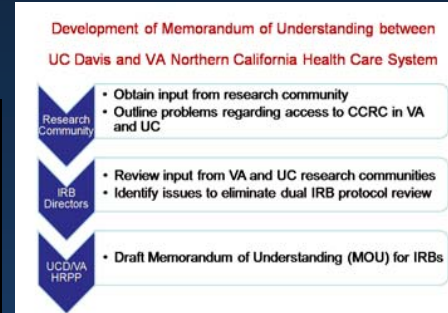 Development of Memorandum of Understanding between
UC Davis and VA Northern California Health Care System
Research
Community
• Obtain input from research community
• Outline problems regarding access to CCRC in VA
and UC
IRB
Directors
• Review input from VA and UC research communities
• Identify issues to eliminate dual IRB protocol review
UCD/VA
HRPP
• Draft Memorandum of Understanding (MOU) for IRBs